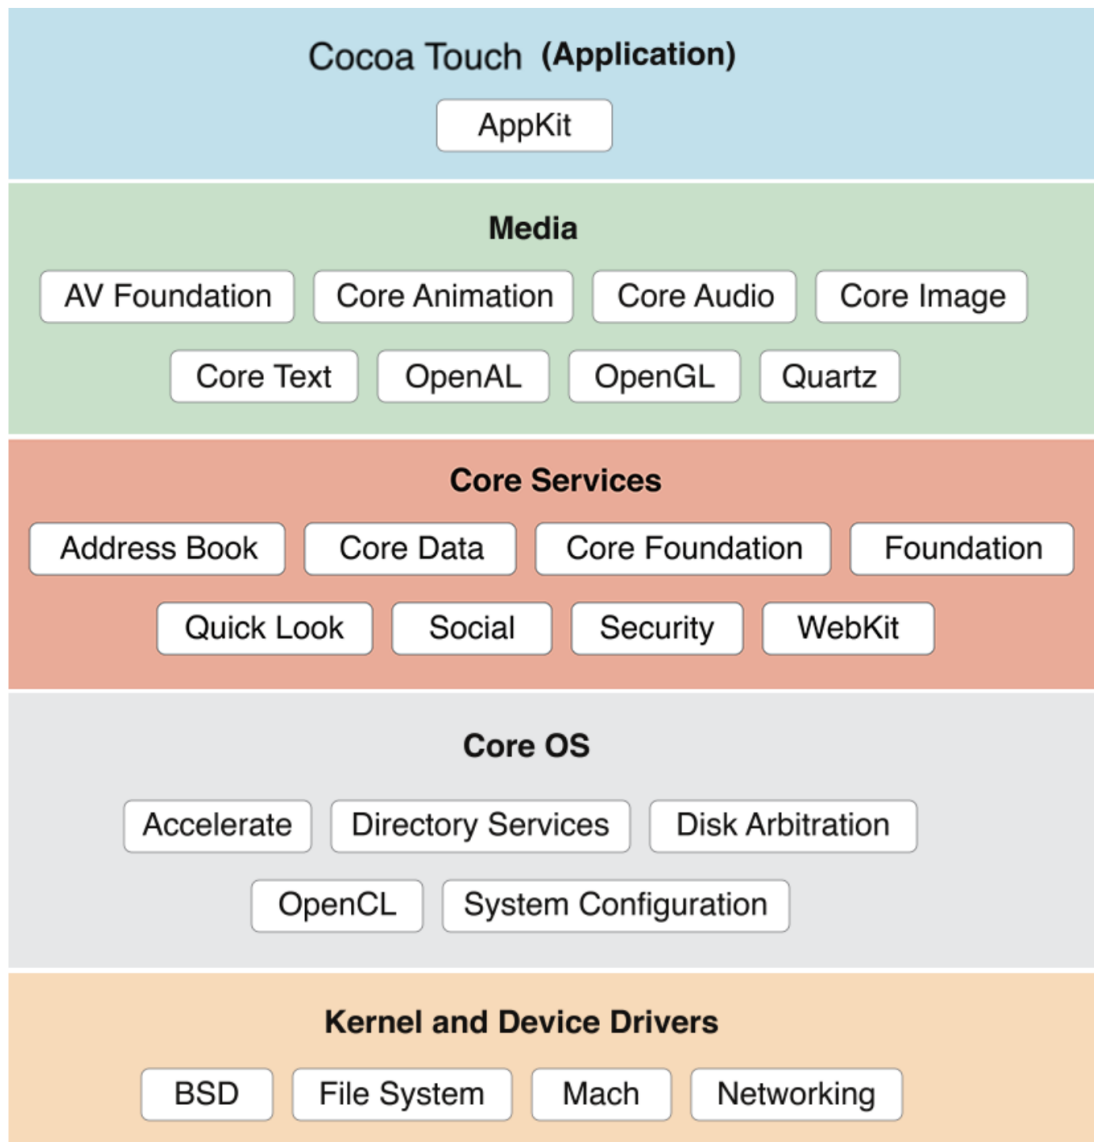 Cocoa Touch (Application)
AppKit
Media
AV Foundation Core Animation Core Audio Core Image
Core Text OpenAL OpenGL Quartz
Core Services
Address Book Core Data Core Foundation Foundation
Quick Look Social Security WebKit
Core OS
Accelerate Directory Services Disk Arbitration
OpenCL System Configuration
Kernel and Device Drivers
BSD File System Mach Networking